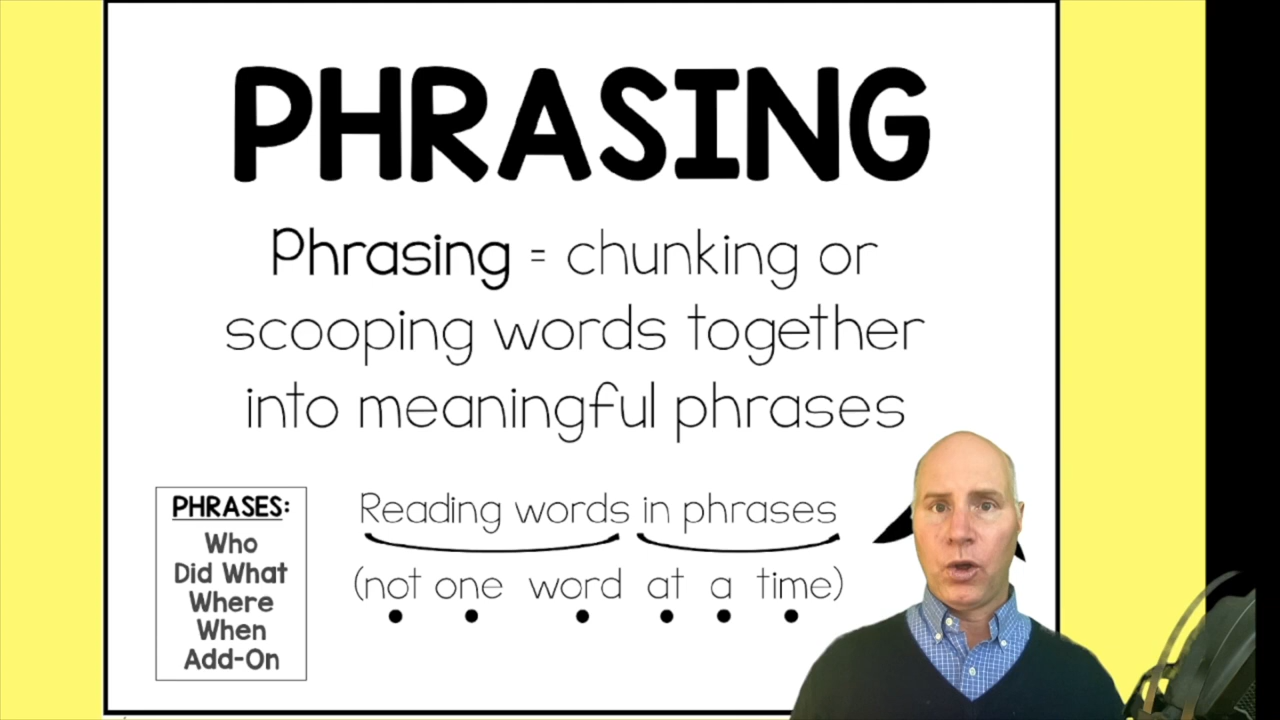 PHRASING
Phrasing = chunking or
scooping words together
into meaningful phrases
PHRASES:
Who
Did What
Where
When
Add-On
Reading words in phrases
(not one word at a time)